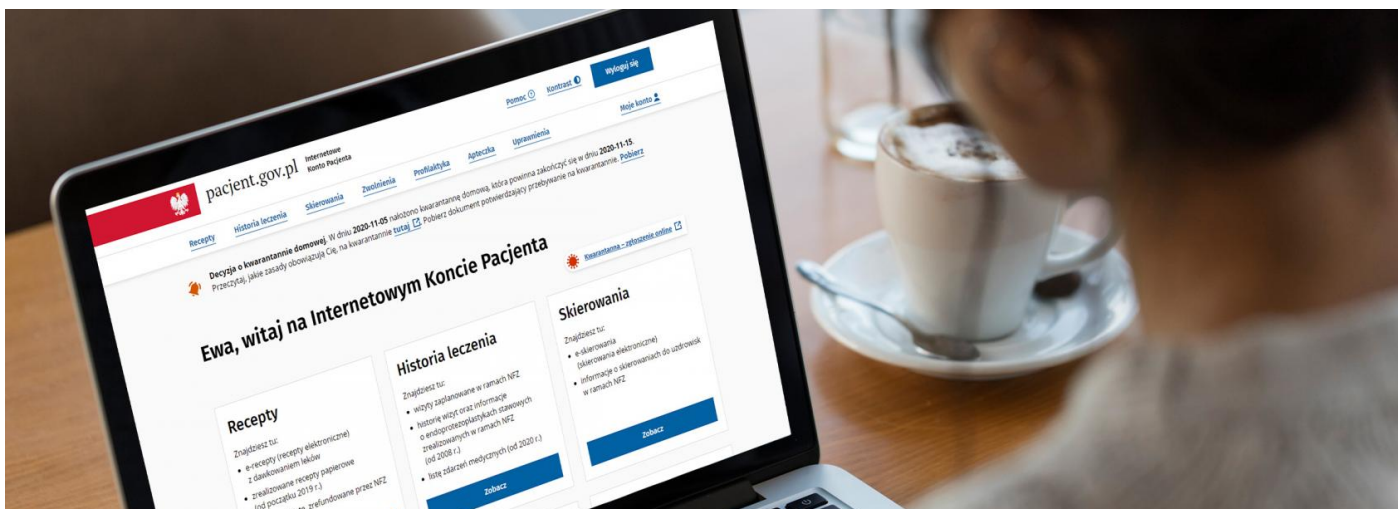 Pomoc
Kontrast
Wyloguj się
pacjent.gov.pl
Internetowe
Konto Pacjenta
Moje konto
Recepty
Historia leczenia
Skierowania
Zwolnienia
Profilaktyka
Apteczka
Uprawnienia
Decyzja o kwarantannie domowej. W dniu 2020-11-05 nałożono kwarantannę domową, która powinna zakończyć się w dniu 2020-11-15.
Przeczytaj, jakie zasady obowiązują Cię, na kwarantannie tutaj. Pobierz dokument potwierdzający przebywanie na kwarantannie. Pobierz
Kwarantanna – zgłoszenie online
Ewa, witaj na Internetowym Koncie Pacjenta
Recepty
Znajdziesz tu:
• e-recepty (recepty elektroniczne)
z dawkowaniem leków
• zrealizowane recepty papierowe
(od początku 2019 r.)
zrefundowane przez NFZ
Historia leczenia
Znajdziesz tu:
• wizyty zaplanowane w ramach NFZ
• historię wizyt oraz informacje
o endoprotezoplastykach stawowych
zrealizowanych w ramach NFZ
(od 2008 r.)
• listę zdarzeń medycznych (od 2020 r.)
Zobacz
Skierowania
Znajdziesz tu:
• e-skierowania
(skierowania elektroniczne)
• informacje o skierowaniach do uzdrowisk
w ramach NFZ
Zobacz